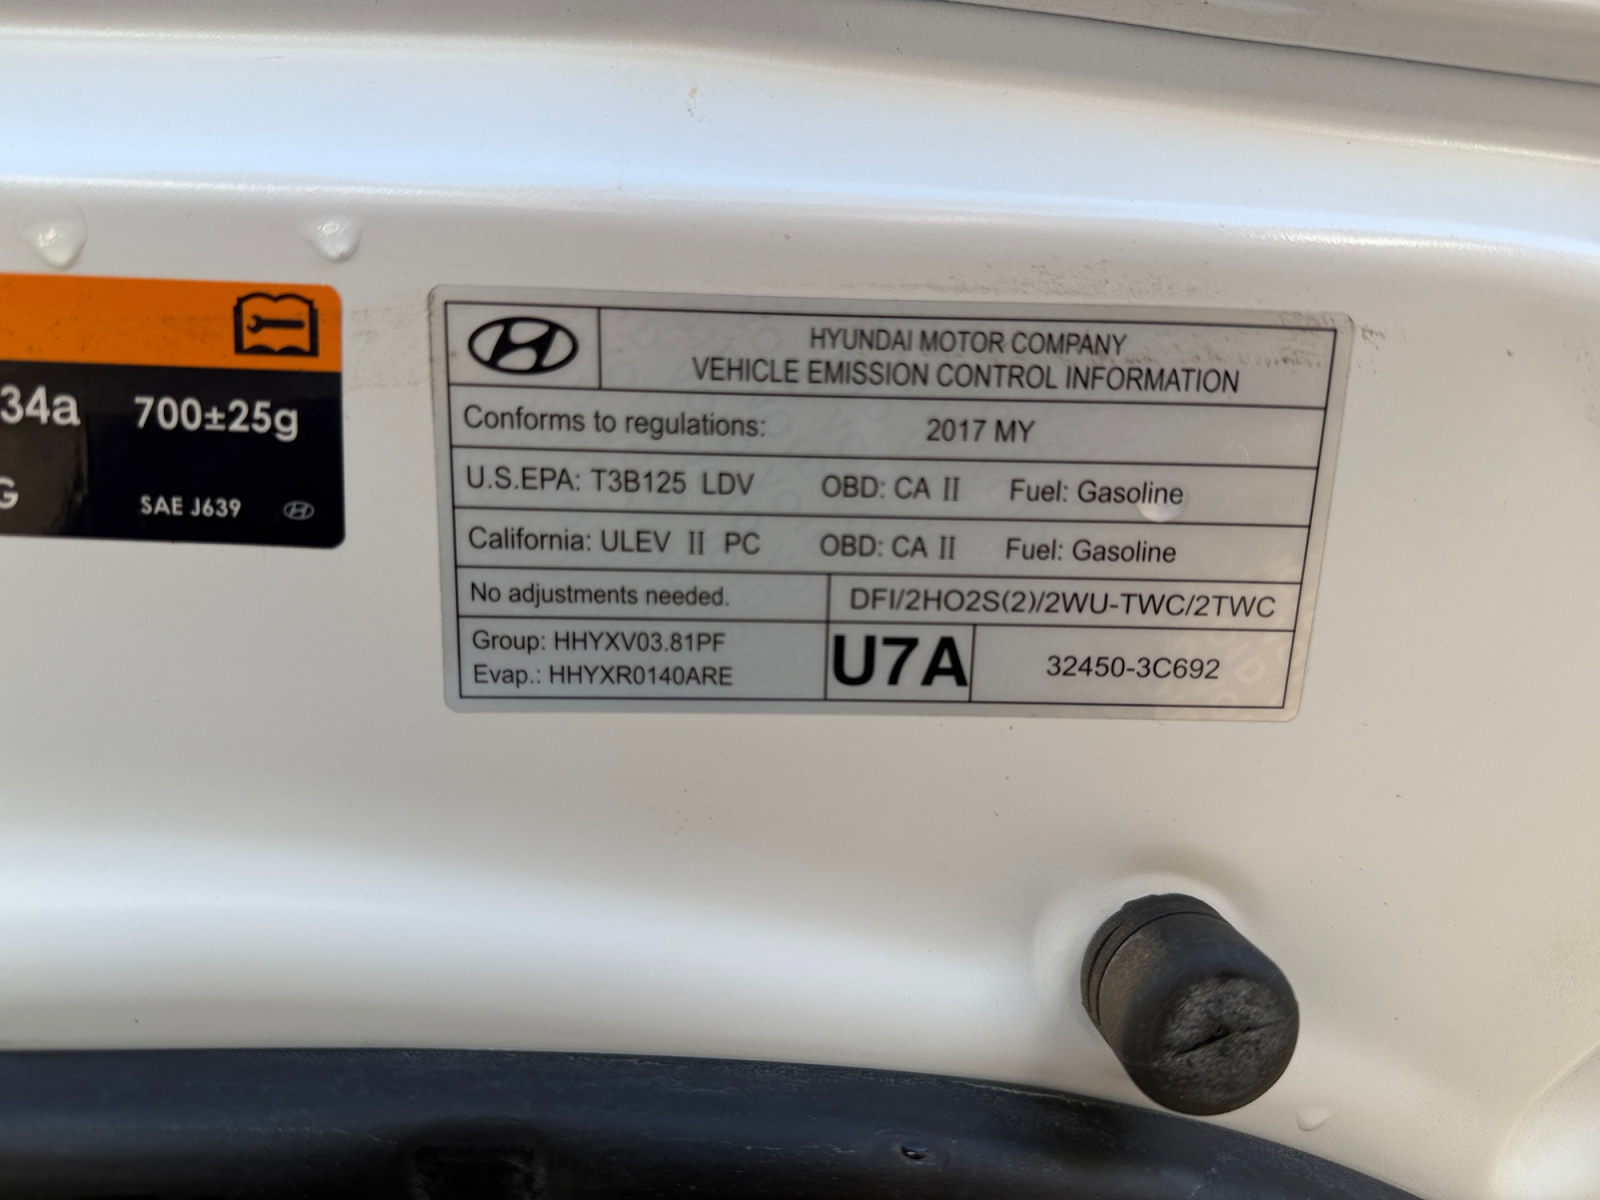 34a 700±25g
G SAE J639
HYUNDAI MOTOR COMPANY
VEHICLE EMISSION CONTROL INFORMATION
Conforms to regulations: 2017 MY
U.S.EPA: T3B125 LDV OBD: CA II Fuel: Gasoline
California: ULEV II PC OBD: CA II Fuel: Gasoline
No adjustments needed. DFI/2HO2S(2)/2WU-TWC/2TWC
Group: HHYXV03.81PF
Evap.: HHYXR0140ARE
U7A 32450-3C692